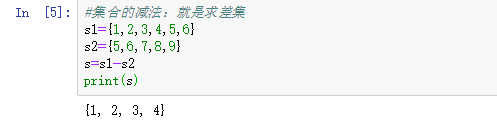 In [5]:
#集合的减法：就是求差集
s1={1,2,3,4,5,6}
s2={5,6,7,8,9}
s=s1-s2
print(s)
{1, 2, 3, 4}